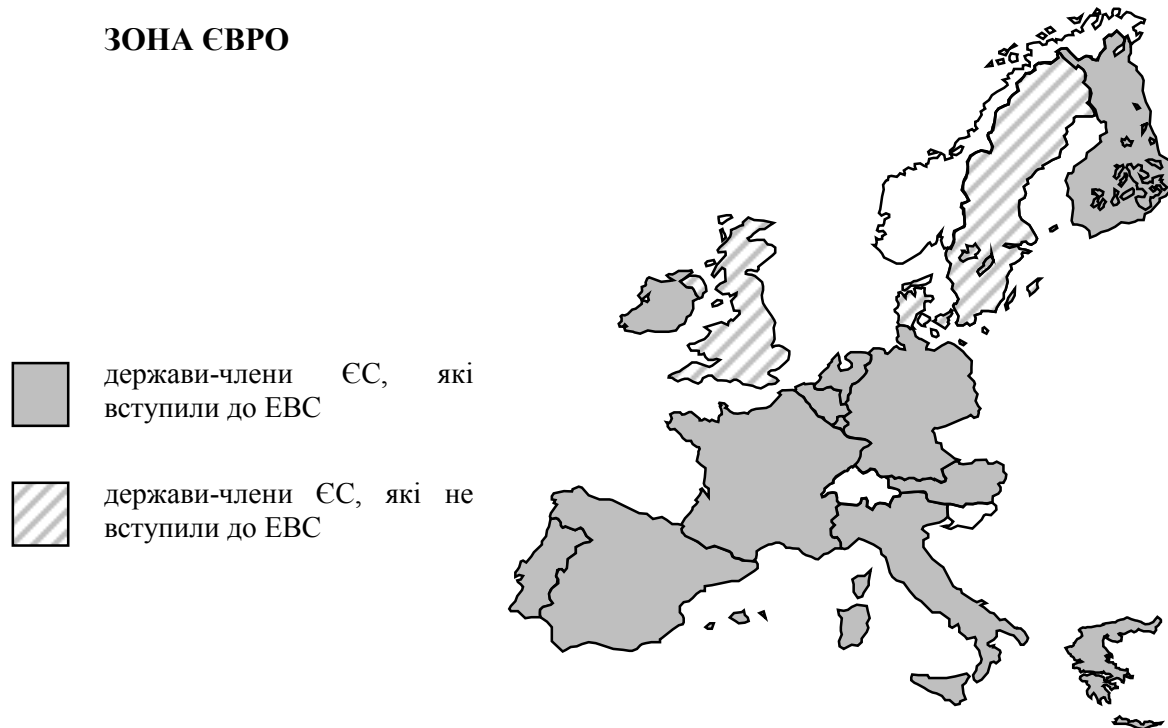 ЗОНА ЄВРО
держави-члени ЄС, які
вступили до ЕВС
держави-члени ЄС, які не
вступили до ЕВС